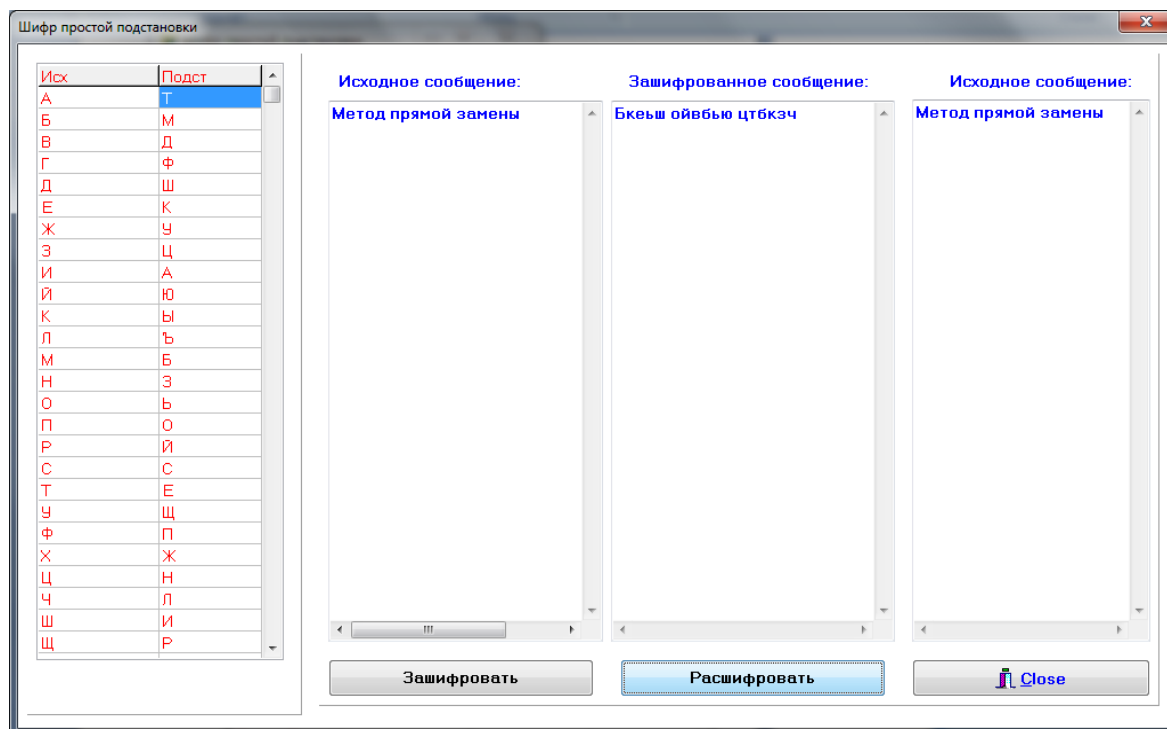 Шифр простой подстановки
Исх Подст
А Т
Б М
В Д
Г Ф
Д Ш
Е К
Ж У
З Ц
И А
Й Ю
К Ы
Л Ъ
М Б
Н З
О Ь
П О
Р Й
С С
Т Е
У Щ
Ф П
Х Ж
Ц Н
Ч Л
Ш И
Щ Р
Исходное сообщение:
Метод прямой замены
Зашифрованное сообщение:
Бкеьш ойвбью цтбкзч
Исходное сообщение:
Метод прямой замены
Зашифровать
Расшифровать
Close